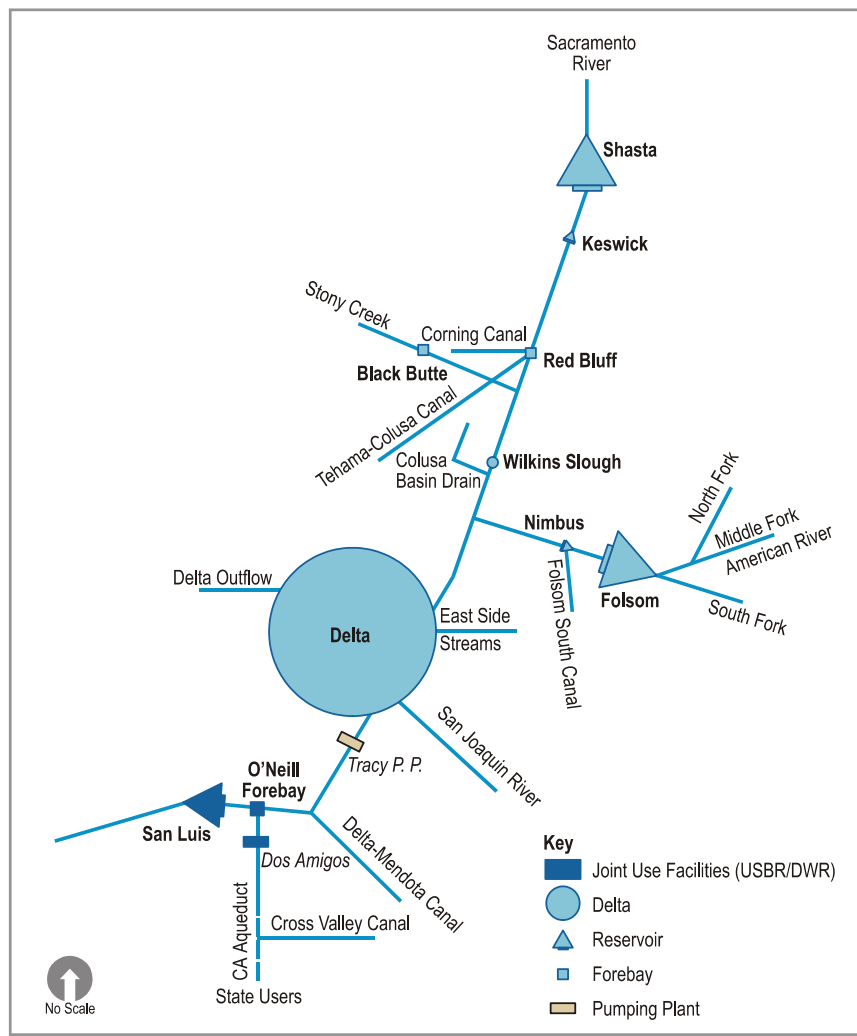 Sacramento
River
Shasta
Keswick
Stony Creek
Corning Canal
Red Bluff
Black Butte
Tehama-Colusa Canal
Colusa
Basin Drain
Wilkins Slough
North Fork
Nimbus
Middle Fork
American River
Folsom South Canal
Folsom
South Fork
Delta Outflow
East Side
Streams
Delta
San Joaquin River
Tracy P. P.
O'Neill
Forebay
San Luis
Dos Amigos
Delta-Mendota Canal
CA Aqueduct
Cross Valley Canal
State Users
No Scale
Key
Joint Use Facilities (USBR/DWR)
Delta
Reservoir
Forebay
Pumping Plant